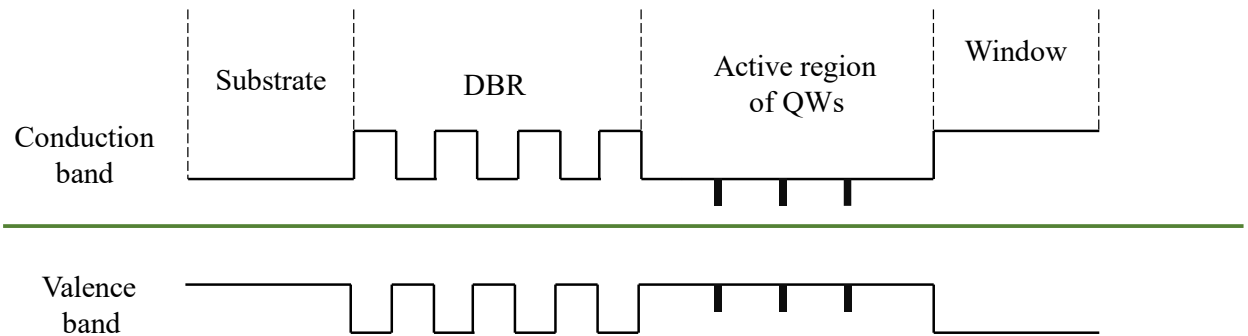 Substrate
DBR
Active region
of QWs
Window
Conduction
band
Valence
band